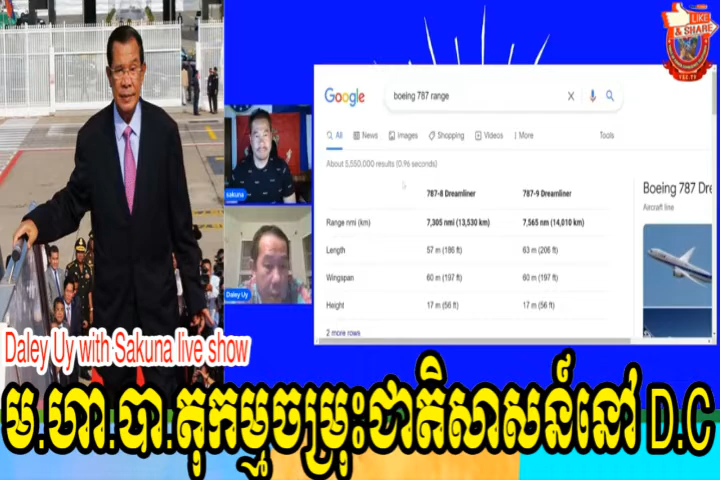 LIKE
& SHARE
Google
boeing 787 range
All
News
Images
Shopping
Videos
More
Tools
About 5,550,000 results (0.96 seconds)
787-8 Dreamliner 787-9 Dreamliner
Range nmi (km) 7,305 nmi (13,530 km) 7,565 nmi (14,010 km)
Length 57 m (186 ft) 63 m (206 ft)
Wingspan 60 m (197 ft) 60 m (197 ft)
Height 17 m (56 ft) 17 m (56 ft)
2 more rows
Boeing 787 Dre
Aircraft line
sakuna
Daley Uy
Daley Uy with Sakuna live show
ម.ហា.បា.តុកម្មចម្រុះជាតិសាសន៍នៅ D.C